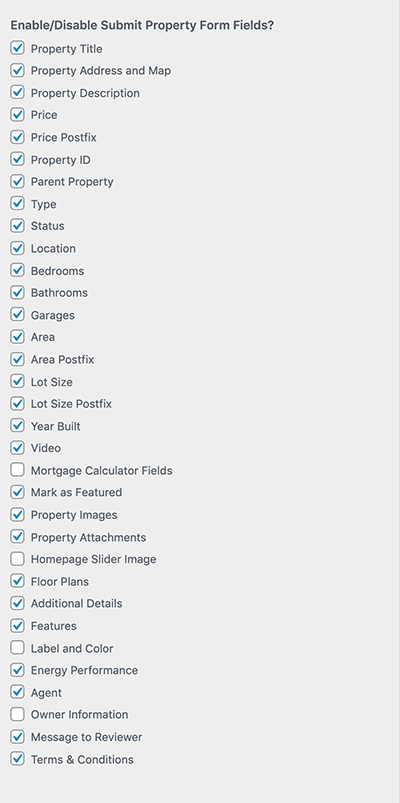 Enable/Disable Submit Property Form Fields?
Property Title
Property Address and Map
Property Description
Price
Price Postfix
Property ID
Parent Property
Type
Status
Location
Bedrooms
Bathrooms
Garages
Area
Area Postfix
Lot Size
Lot Size Postfix
Year Built
Video
Mortgage Calculator Fields
Mark as Featured
Property Images
Property Attachments
Homepage Slider Image
Floor Plans
Additional Details
Features
Label and Color
Energy Performance
Agent
Owner Information
Message to Reviewer
Terms & Conditions